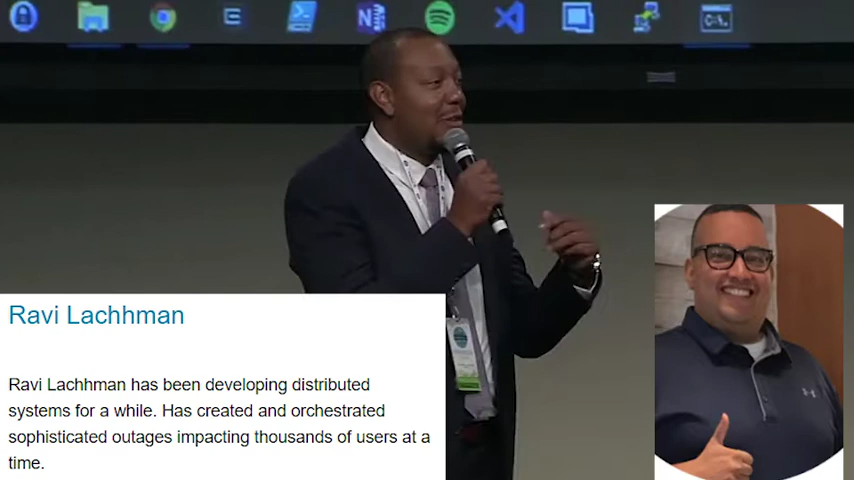 Ravi Lachhman
Ravi Lachhman has been developing distributed
systems for a while. Has created and orchestrated
sophisticated outages impacting thousands of users at a
time.